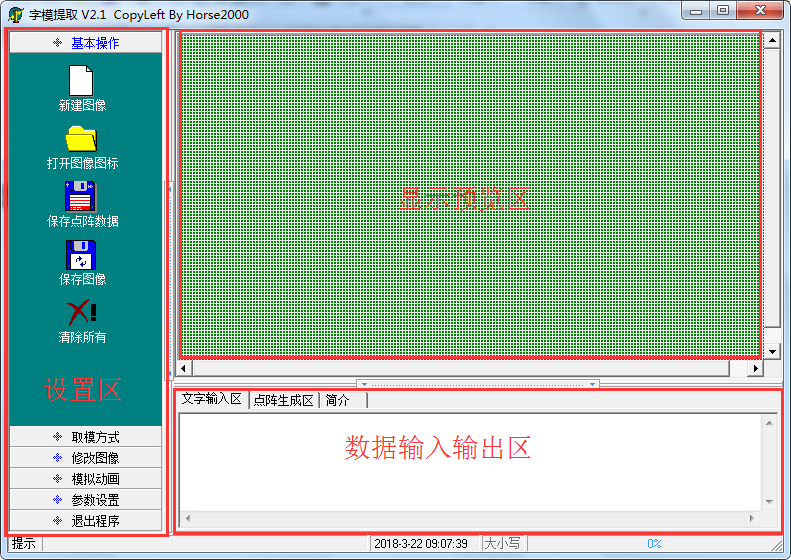 字模提取 V2.1 CopyLeft By Horse2000
基本操作
新建图像
打开图像图标
保存点阵数据
保存图像
清除所有
设置区
取模方式
修改图像
模拟动画
参数设置
退出程序
显示预览区
文字输入区 点阵生成区 简介
数据输入输出区
提示 2018-3-22 09:07:39 大小写 0%